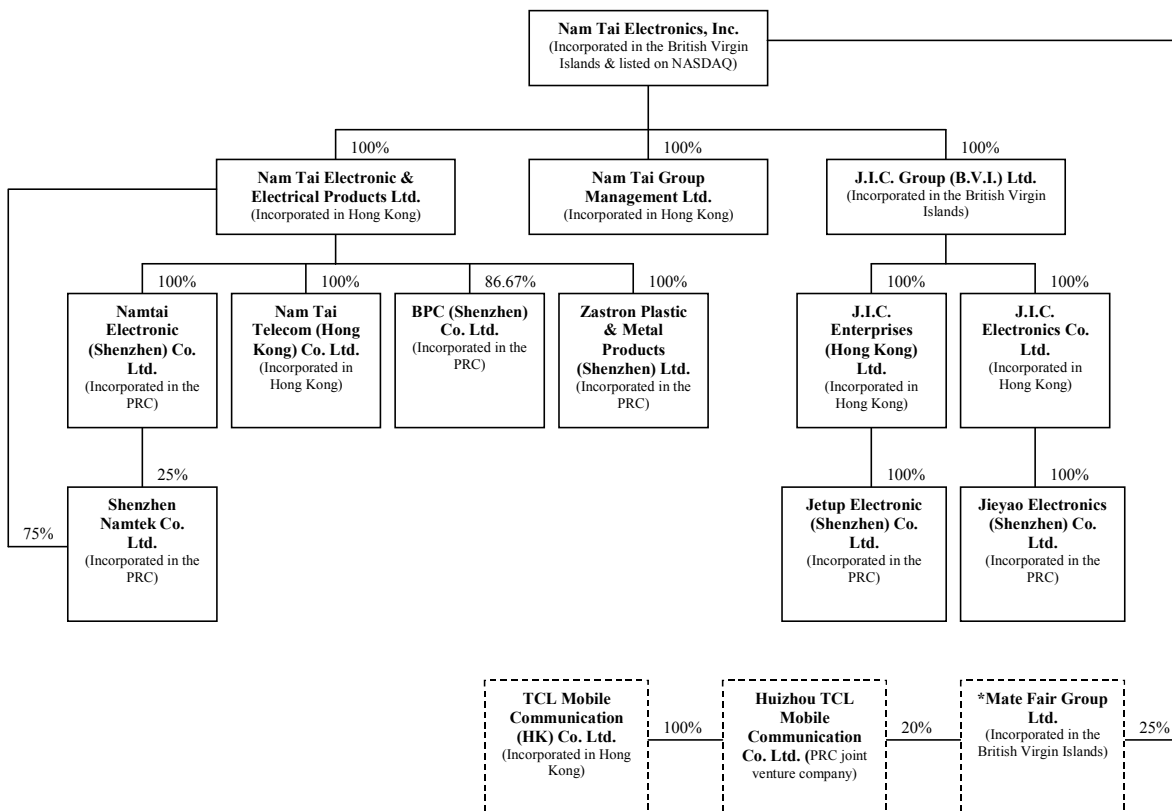 Nam Tai Electronics, Inc.
(Incorporated in the British Virgin
Islands & listed on NASDAQ)
100%
100%
100%
Nam Tai Electronic &
Electrical Products Ltd.
(Incorporated in Hong Kong)
Nam Tai Group
Management Ltd.
(Incorporated in Hong Kong)
J.I.C. Group (B.V.I.) Ltd.
(Incorporated in the British Virgin
Islands)
100%
100%
86.67%
100%
100%
100%
Namtai
Electronic
(Shenzhen) Co.
Ltd.
(Incorporated in the
PRC)
Nam Tai
Telecom (Hong
Kong) Co. Ltd.
(Incorporated in
Hong Kong)
BPC (Shenzhen)
Co. Ltd.
(Incorporated in the
PRC)
Zastron Plastic
& Metal
Products
(Shenzhen) Ltd.
(Incorporated in the
PRC)
J.I.C.
Enterprises
(Hong Kong)
Ltd.
(Incorporated in
Hong Kong)
J.I.C.
Electronics Co.
Ltd.
(Incorporated in
Hong Kong)
25%
100%
100%
75%
Shenzhen
Namtek Co.
Ltd.
(Incorporated in the
PRC)
Jetup Electronic
(Shenzhen) Co.
Ltd.
(Incorporated in the
PRC)
Jieyao Electronics
(Shenzhen) Co.
Ltd.
(Incorporated in the
PRC)
TCL Mobile
Communication
(HK) Co. Ltd.
(Incorporated in Hong
Kong)
100%
Huizhou TCL
Mobile
Communication
Co. Ltd. (PRC joint
venture company)
20%
*Mate Fair Group
Ltd.
(Incorporated in the
British Virgin Islands)
25%